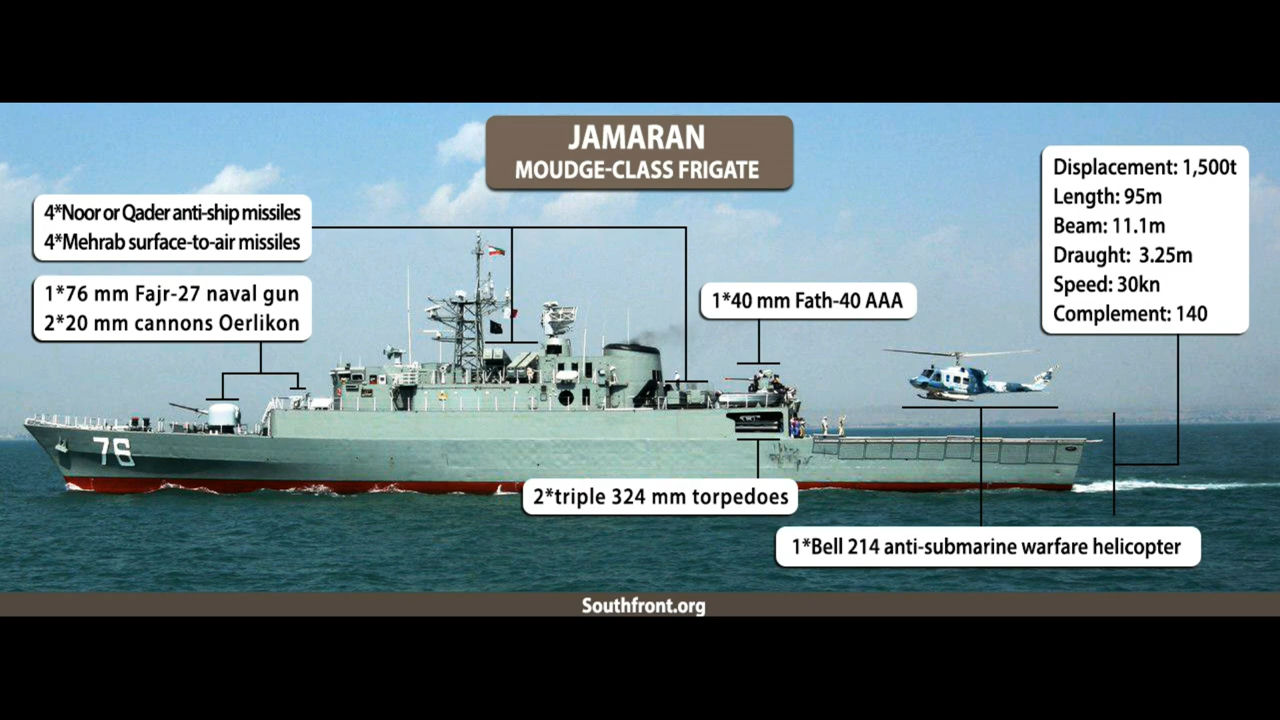 JAMARAN
MOUDGE-CLASS FRIGATE
4*Noor or Qader anti-ship missiles
4*Mehrab surface-to-air missiles
1*76 mm Fajr-27 naval gun
2*20 mm cannons Oerlikon
1*40 mm Fath-40 AAA
Displacement: 1,500t
Length: 95m
Beam: 11.1m
Draught: 3.25m
Speed: 30kn
Complement: 140
76
2*triple 324 mm torpedoes
1*Bell 214 anti-submarine warfare helicopter
Southfront.org